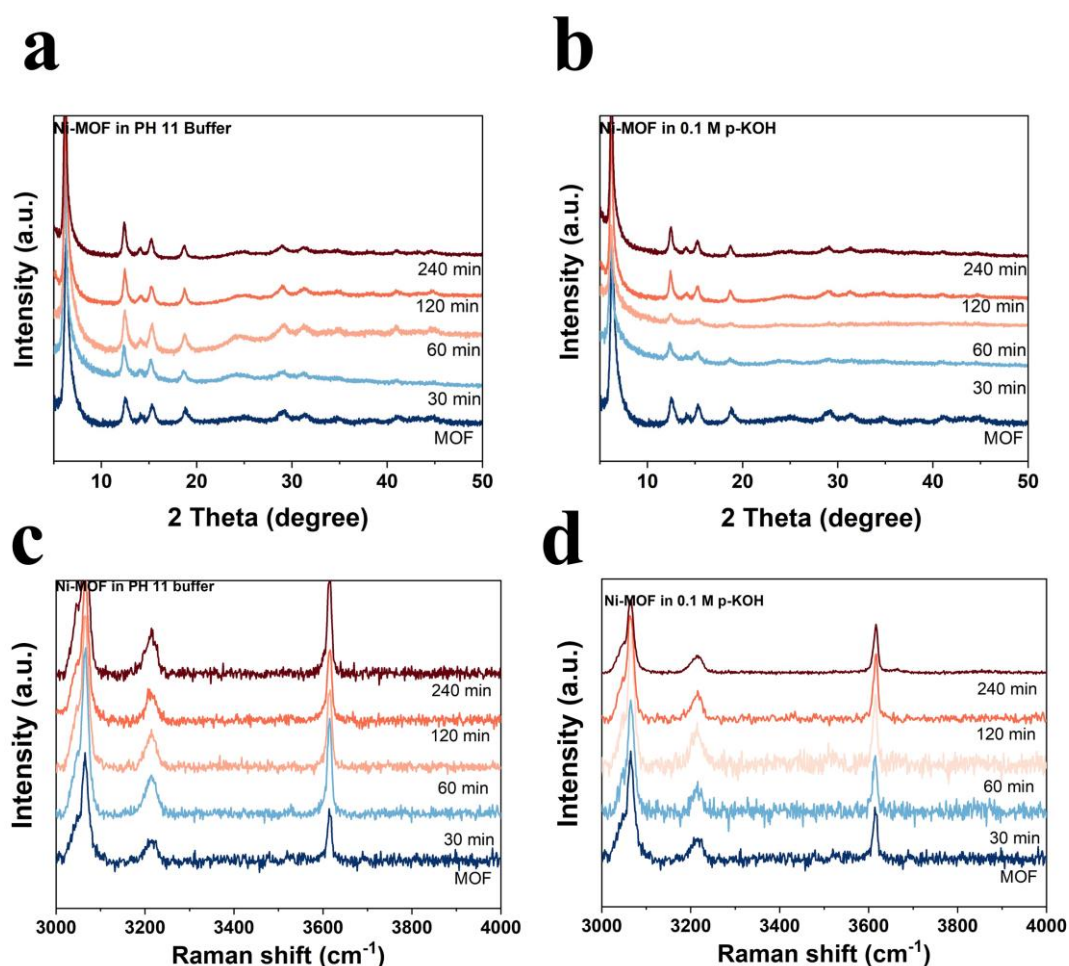 a
Ni-MOF in PH 11 Buffer
Intensity (a.u.)
240 min
120 min
60 min
30 min
MOF
10 20 30 40 50
2 Theta (degree)
b
Ni-MOF in 0.1 M p-KOH
Intensity (a.u.)
240 min
120 min
60 min
30 min
MOF
10 20 30 40 50
2 Theta (degree)
c
Ni-MOF in PH 11 buffer
Intensity (a.u.)
240 min
120 min
60 min
30 min
MOF
3000 3200 3400 3600 3800 4000
Raman shift (cm⁻¹)
d
Ni-MOF in 0.1 M p-KOH
Intensity (a.u.)
240 min
120 min
60 min
30 min
MOF
3000 3200 3400 3600 3800 4000
Raman shift (cm⁻¹)